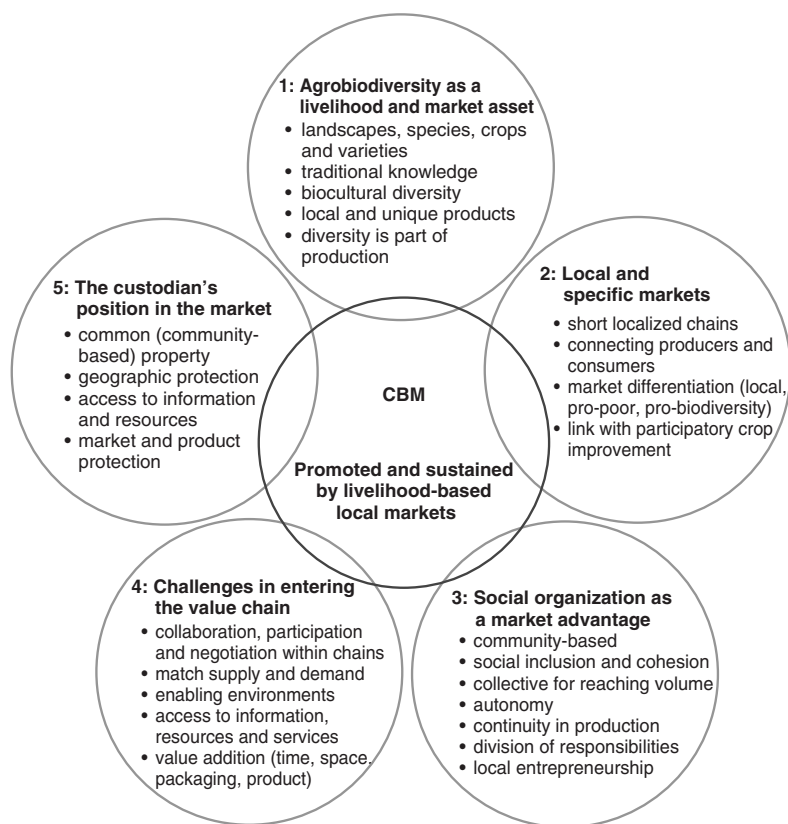 1: Agrobiodiversity as a
livelihood and market asset
• landscapes, species, crops
and varieties
• traditional knowledge
• biocultural diversity
• local and unique products
• diversity is part of
production
2: Local and
specific markets
• short localized chains
• connecting producers and
consumers
• market differentiation (local,
pro-poor, pro-biodiversity)
• link with participatory crop
improvement
3: Social organization as
a market advantage
• community-based
• social inclusion and cohesion
• collective for reaching volume
• autonomy
• continuity in production
• division of responsibilities
• local entrepreneurship
4: Challenges in entering
the value chain
• collaboration, participation
and negotiation within chains
• match supply and demand
• enabling environments
• access to information,
resources and services
• value addition (time, space,
packaging, product)
5: The custodian's
position in the market
• common (community-
based) property
• geographic protection
• access to information
and resources
• market and product
protection
CBM
Promoted and sustained
by livelihood-based
local markets